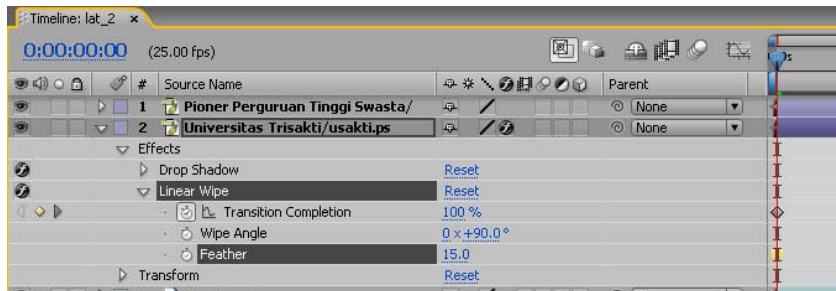 Timeline: lat_2 ×
0:00:00:00 (25.00 fps)
0s
# Source Name Parent
1 Pioner Perguruan Tinggi Swasta/ None
2 Universitas Trisakti/usakti.ps None
Effects
Drop Shadow Reset
Linear Wipe Reset
Transition Completion 100 %
Wipe Angle 0 x +90.0°
Feather 15.0
Transform Reset